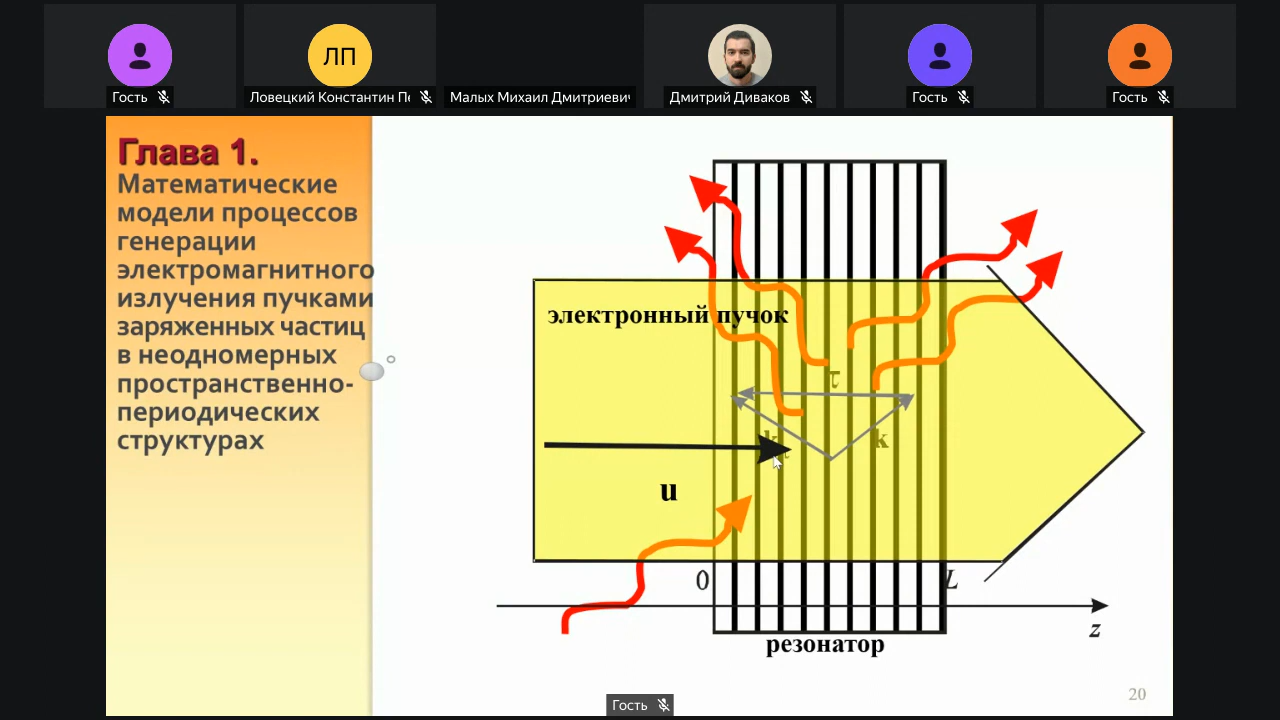 ЛП
Гость
Ловецкий Константин Пе
Малых Михаил Дмитриевич
Дмитрий Диваков
Гость
Гость
Глава 1.
Математические
модели процессов
генерации
электромагнитного
излучения пучками
заряженных частиц
в неодномерных
пространственно-
периодических
структурах
электронный пучок
τ
k
u
0
L
z
резонатор
20
Гость